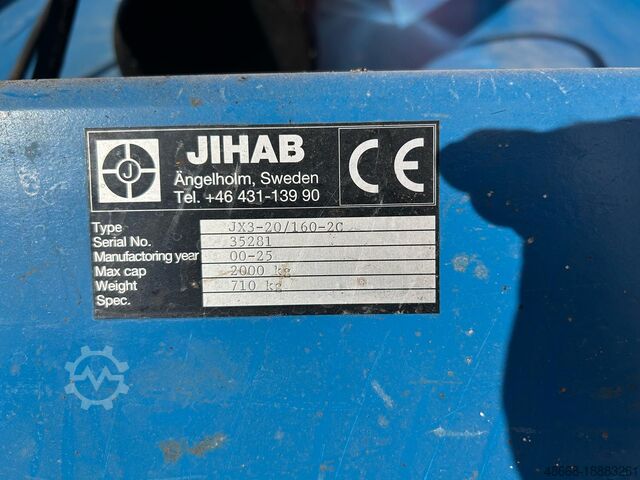 JIHAB
Ängelholm, Sweden
Tel. +46 431-139 90
CE
J
Type JX3-20/160-2C
Serial No. 35281
Manufactoring year 00-25
Max cap 2000 kg
Weight 710 kg
Spec.